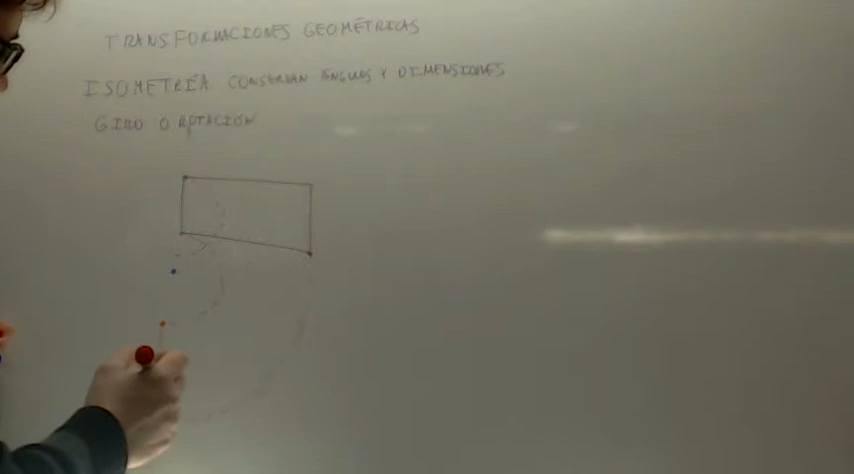 TRANSFORMACIONES GEOMÉTRICAS
ISOMETRÍA CONSERVAN ÁNGULOS Y DIMENSIONES
GIRO O ROTACIÓN